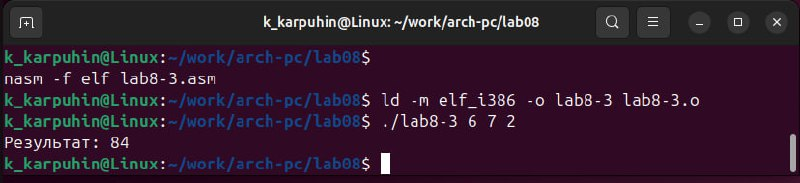 k_karpuhin@Linux: ~/work/arch-pc/lab08
k_karpuhin@Linux:~/work/arch-pc/lab08$
nasm -f elf lab8-3.asm
k_karpuhin@Linux:~/work/arch-pc/lab08$ ld -m elf_i386 -o lab8-3 lab8-3.o
k_karpuhin@Linux:~/work/arch-pc/lab08$ ./lab8-3 6 7 2
Результат: 84
k_karpuhin@Linux:~/work/arch-pc/lab08$